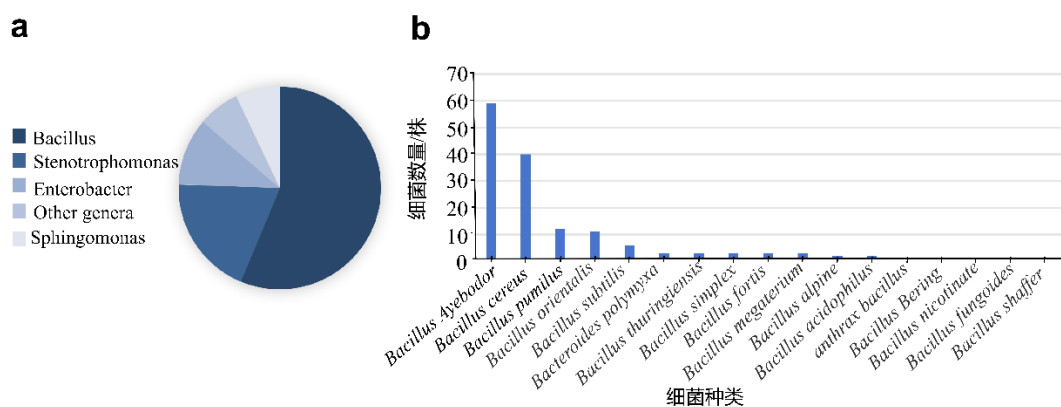 a
Bacillus
Stenotrophomonas
Enterobacter
Other genera
Sphingomonas
b
细菌数量/株
70
60
50
40
30
20
10
0
Bacillus Ayebodor
Bacillus cereus
Bacillus pumilus
Bacillus orientalis
Bacillus subtilis
Bacteroides polymyxa
Bacillus thuringiensis
Bacillus simplex
Bacillus fortis
Bacillus megaterium
Bacillus alpine
Bacillus acidophilus
anthrax bacillus
Bacillus Bering
Bacillus nicotinate
Bacillus fungoides
Bacillus shaffer
细菌种类